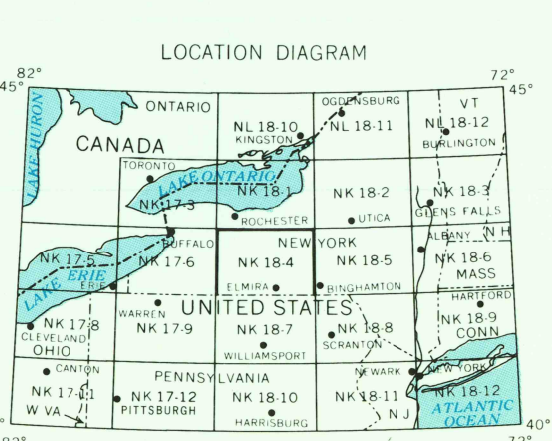 LOCATION DIAGRAM
82° 72°
45° 45°
LAKE HURON
ONTARIO
OGDENSBURG
VT
NL 18-10
NL 18-11
NL 18-12
KINGSTON
BURLINGTON
CANADA
TORONTO
LAKE ONTARIO
NK 17-3
NK 18-1
NK 18-2
NK 18-3
ROCHESTER
UTICA
GLENS FALLS
BUFFALO
NEW YORK
ALBANY
N H
NK 17-5
NK 17-6
NK 18-4
NK 18-5
NK 18-6
LAKE ERIE
ERIE
ELMIRA
BINGHAMTON
MASS
HARTFORD
WARREN
UNITED STATES
NK 17-8
NK 17-9
NK 18-7
NK 18-8
NK 18-9
CLEVELAND
SCRANTON
CONN
OHIO
WILLIAMSPORT
CANTON
PENNSYLVANIA
NEWARK
NEW YORK
NK 17-11
NK 17-12
NK 18-10
NK 18-11
NK 18-12
W VA
PITTSBURGH
HARRISBURG
N J
ATLANTIC
OCEAN
40°